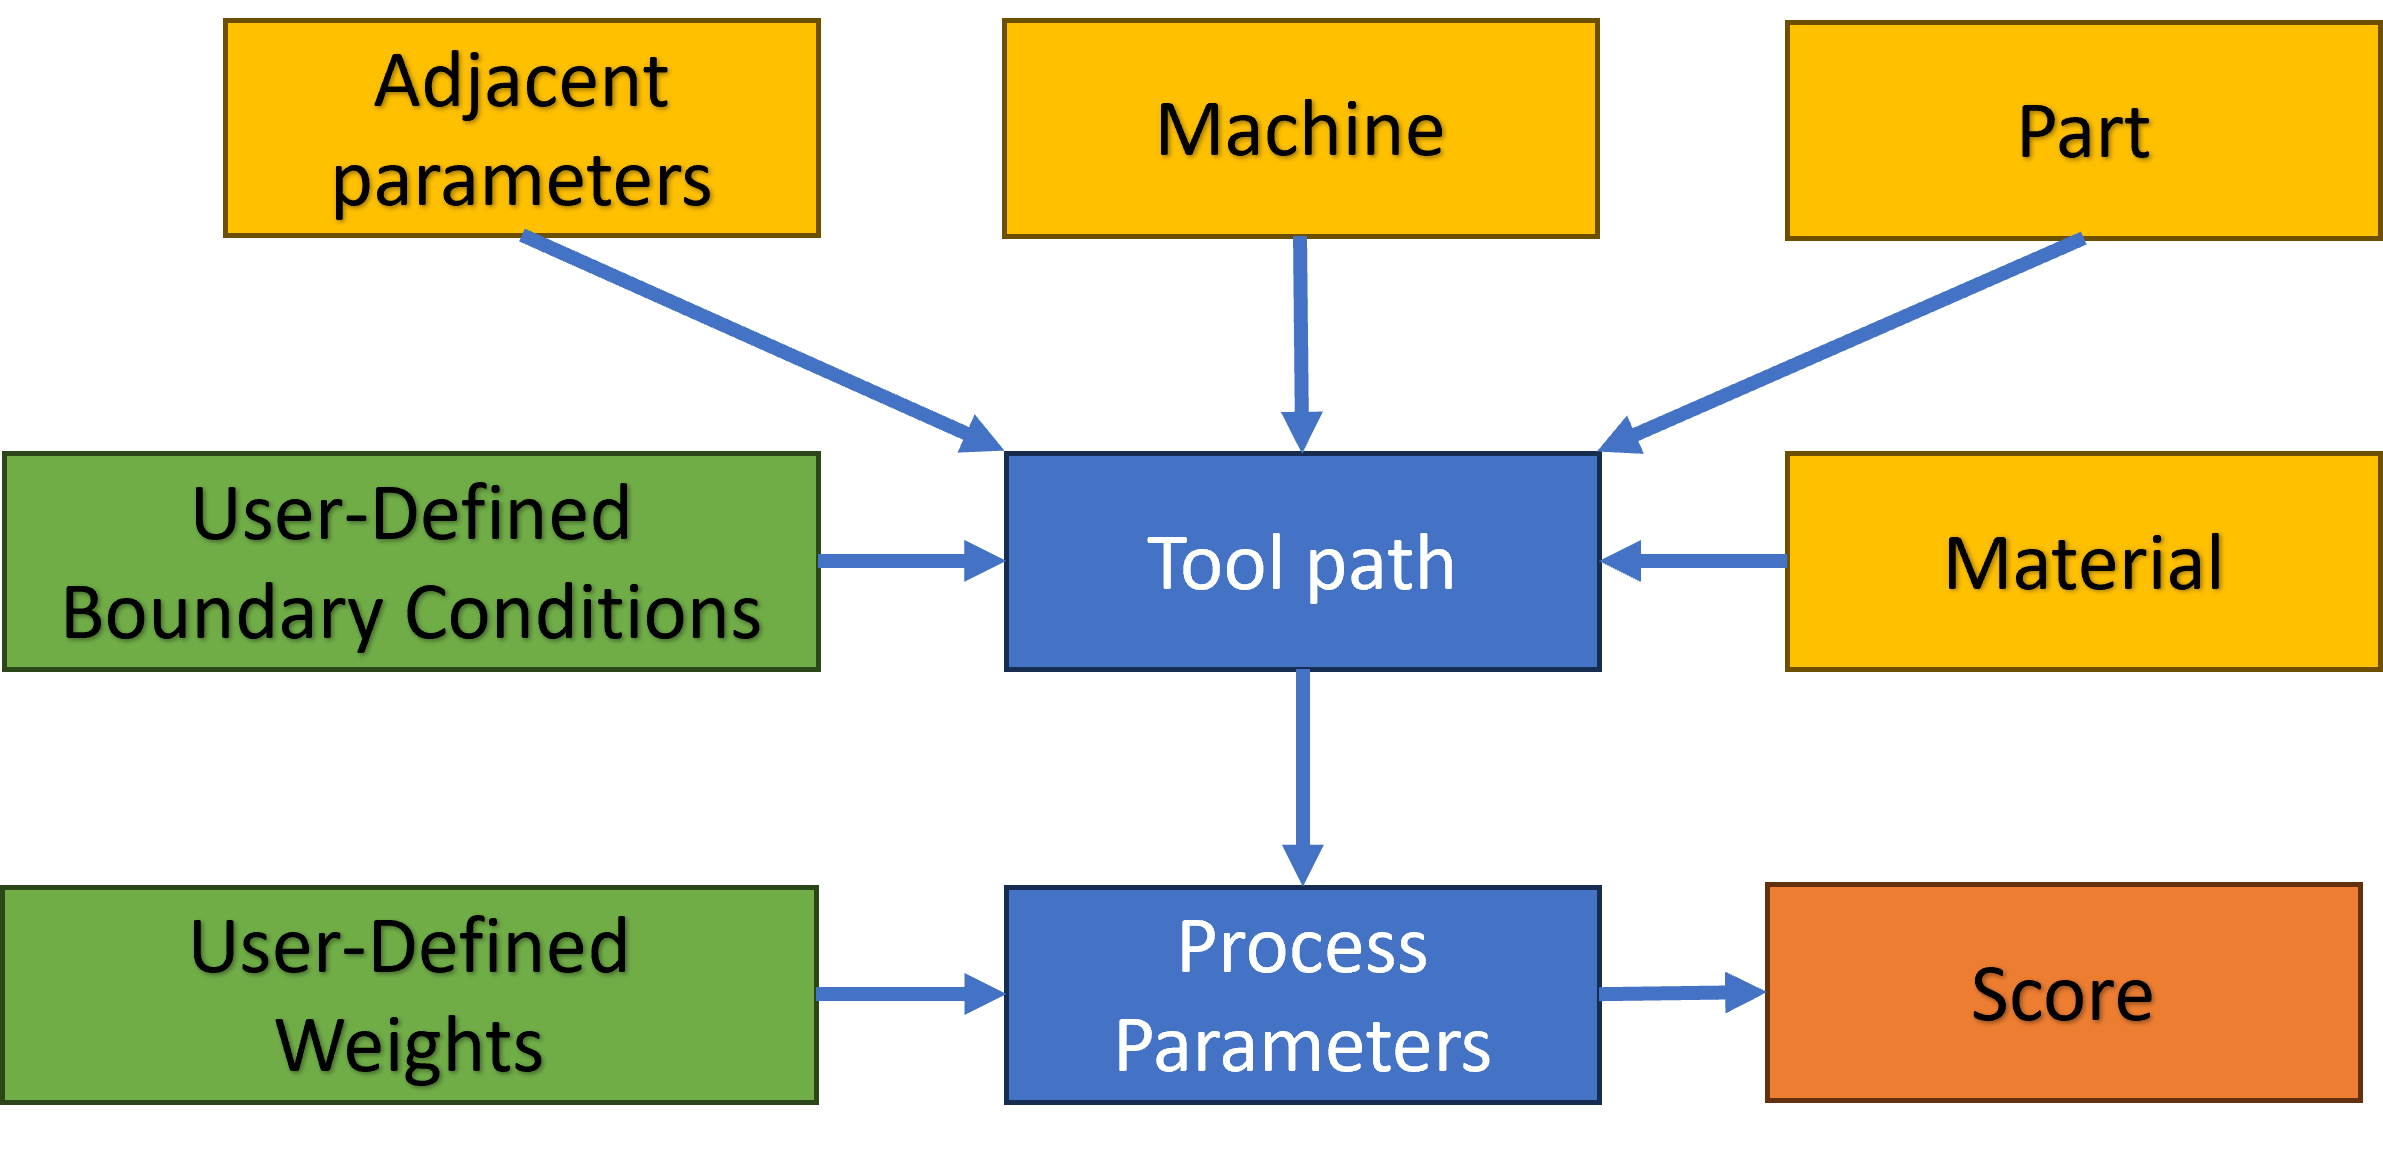 Adjacent
parameters
Machine
Part
User-Defined
Boundary Conditions
Tool path
Material
User-Defined
Weights
Process
Parameters
Score